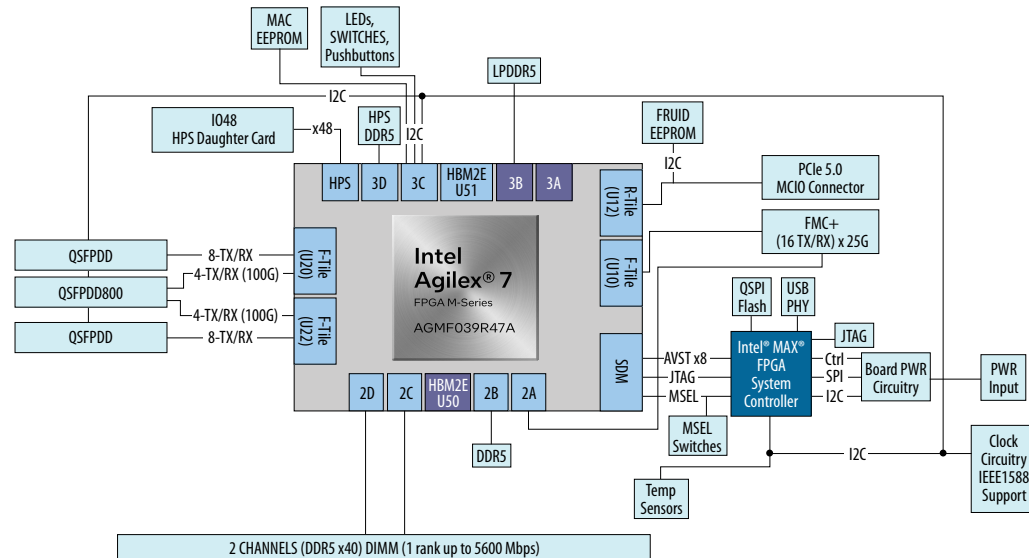 MAC
EEPROM
LEDs,
SWITCHES,
Pushbuttons
LPDDR5
I2C
IO48
HPS Daughter Card
x48
HPS
DDR5
I2C
FRUID
EEPROM
I2C
PCIe 5.0
MCIO Connector
HPS
3D
3C
HBM2E
U51
3B
3A
R-Tile
(U12)
FMC+
(16 TX/RX) x 25G
QSFPDD
8-TX/RX
F-Tile
(U20)
4-TX/RX (100G)
QSFPDD800
4-TX/RX (100G)
QSFPDD
8-TX/RX
F-Tile
(U22)
Intel
Agilex® 7
FPGA M-Series
AGMF039R47A
F-Tile
(U10)
QSPI
Flash
USB
PHY
JTAG
SDM
AVST x8
JTAG
MSEL
Intel® MAX®
FPGA
System
Controller
Ctrl
SPI
I2C
Board PWR
Circuitry
PWR
Input
2D
2C
HBM2E
U50
2B
2A
MSEL
Switches
DDR5
I2C
Clock
Circuitry
IEEE1588
Support
Temp
Sensors
2 CHANNELS (DDR5 x40) DIMM (1 rank up to 5600 Mbps)